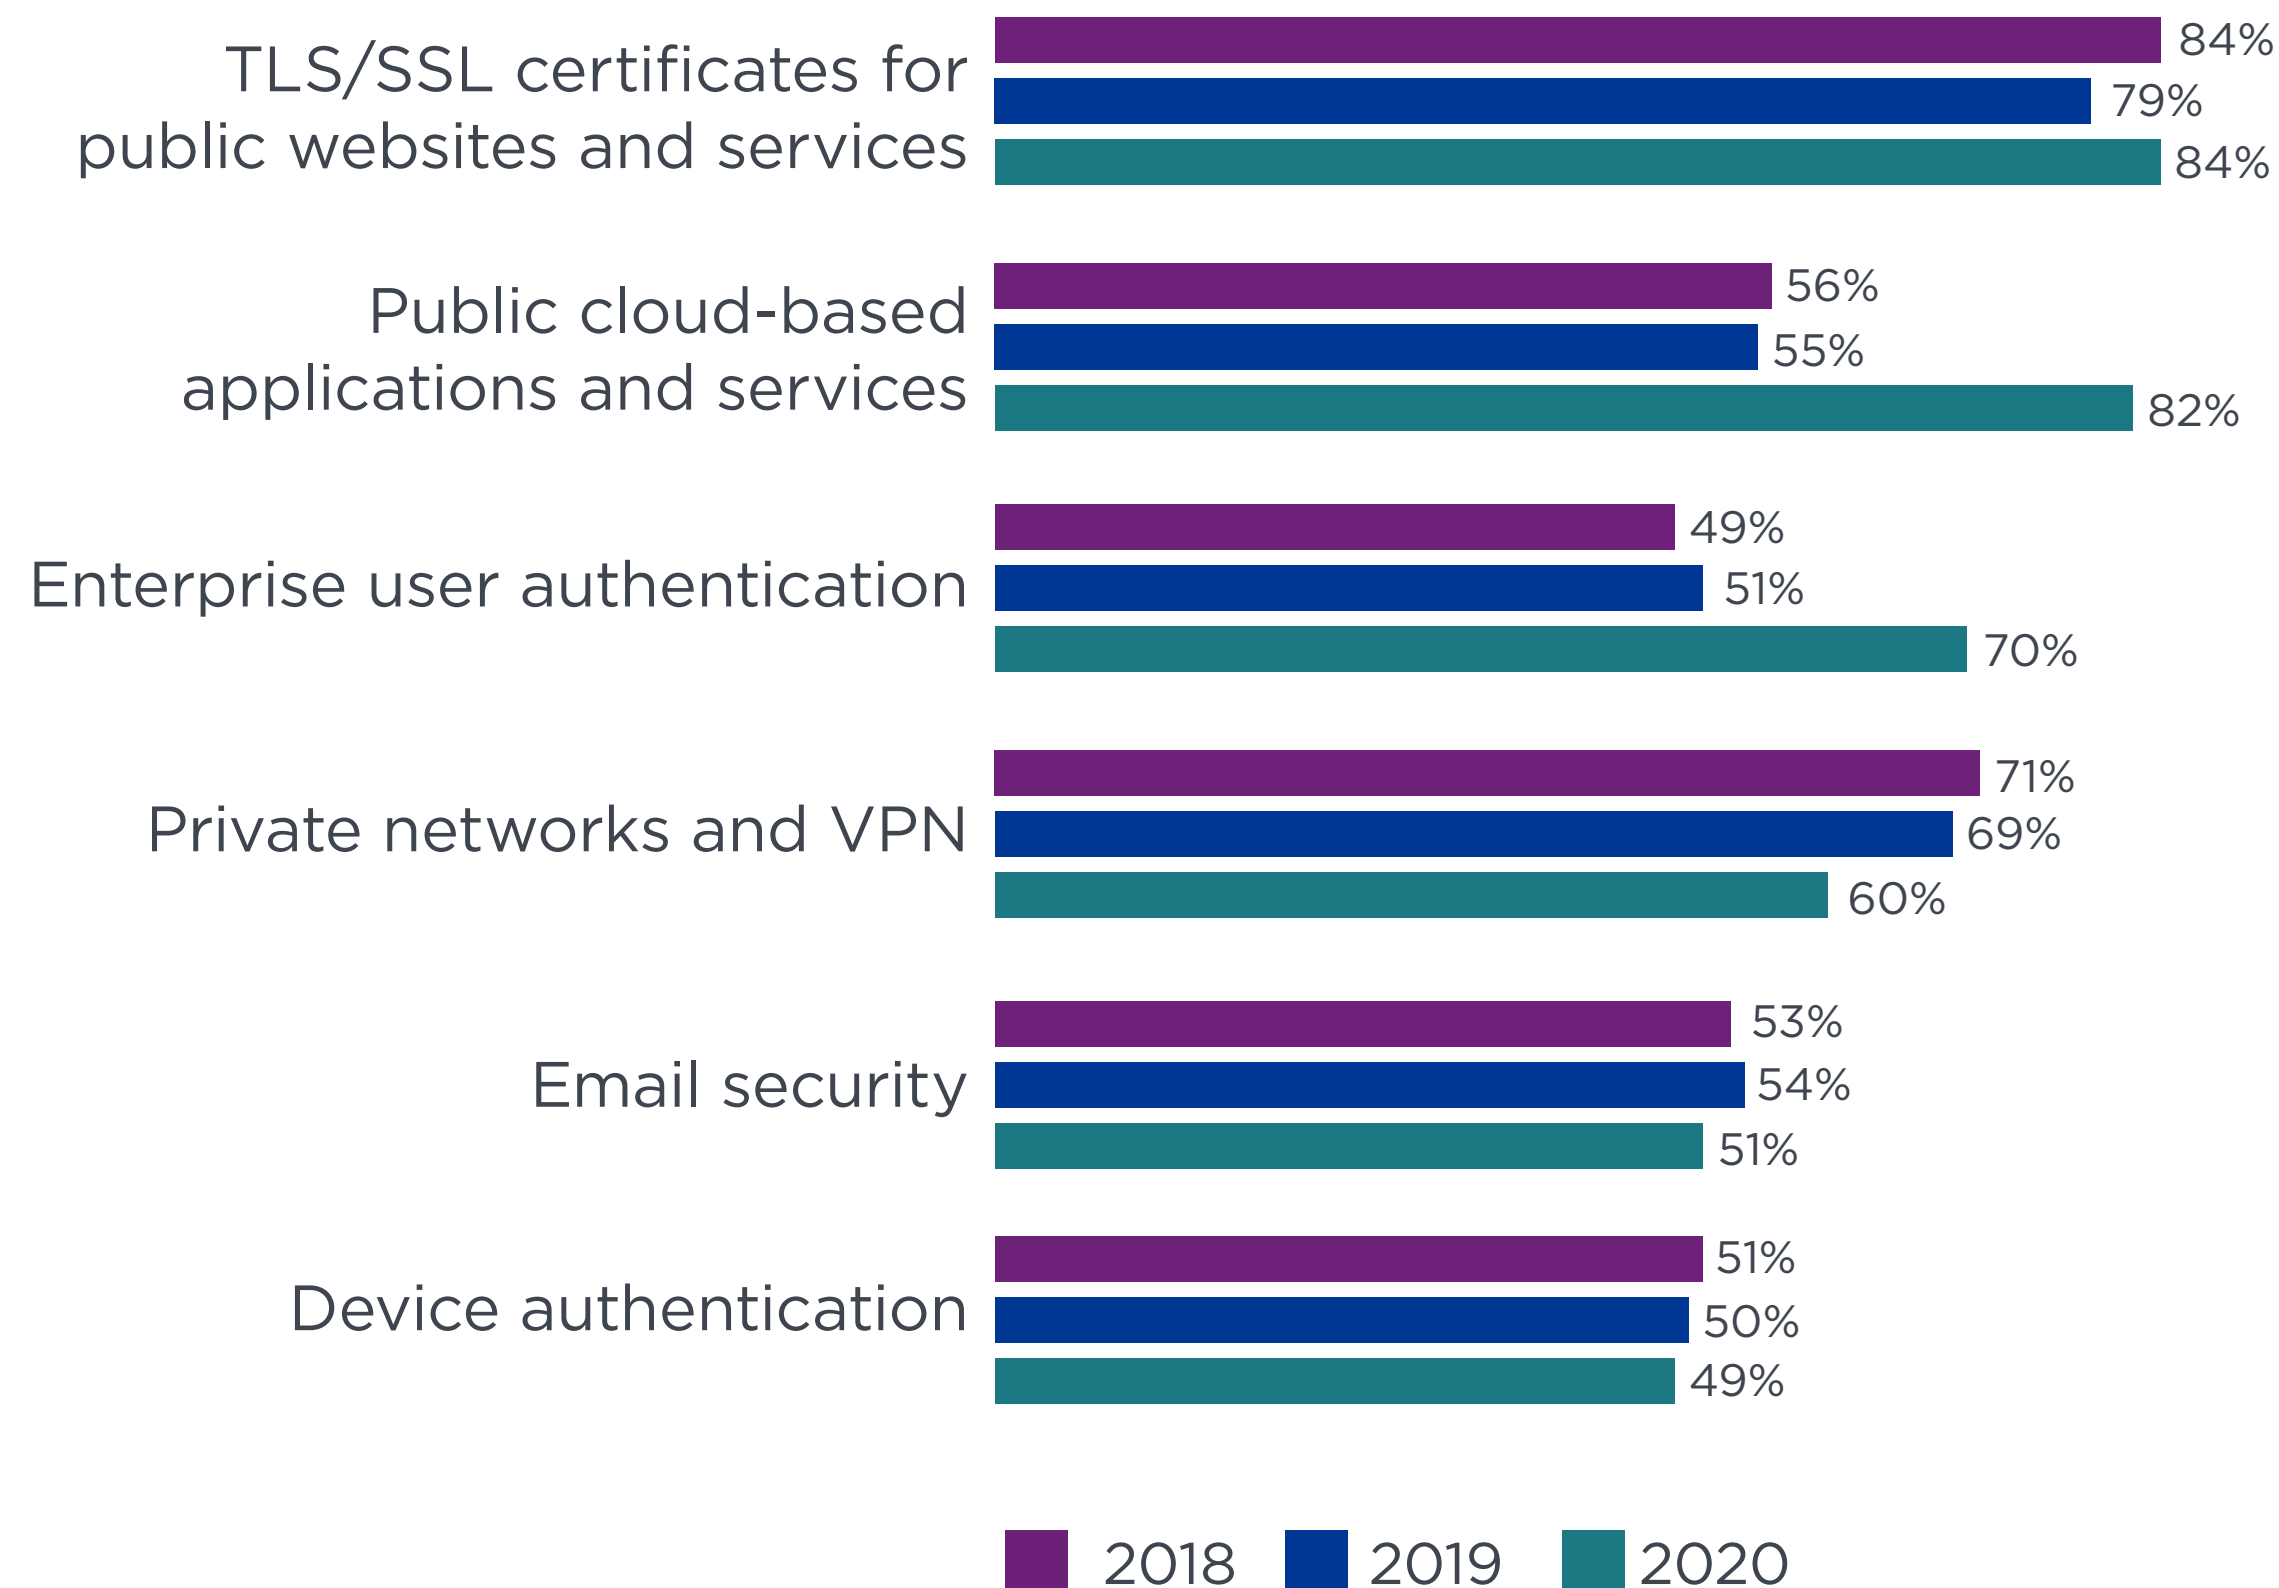 TLS/SSL certificates for
public websites and services
84%
79%
84%
Public cloud-based
applications and services
56%
55%
82%
Enterprise user authentication
49%
51%
70%
Private networks and VPN
71%
69%
60%
Email security
53%
54%
51%
Device authentication
51%
50%
49%
2018 2019 2020